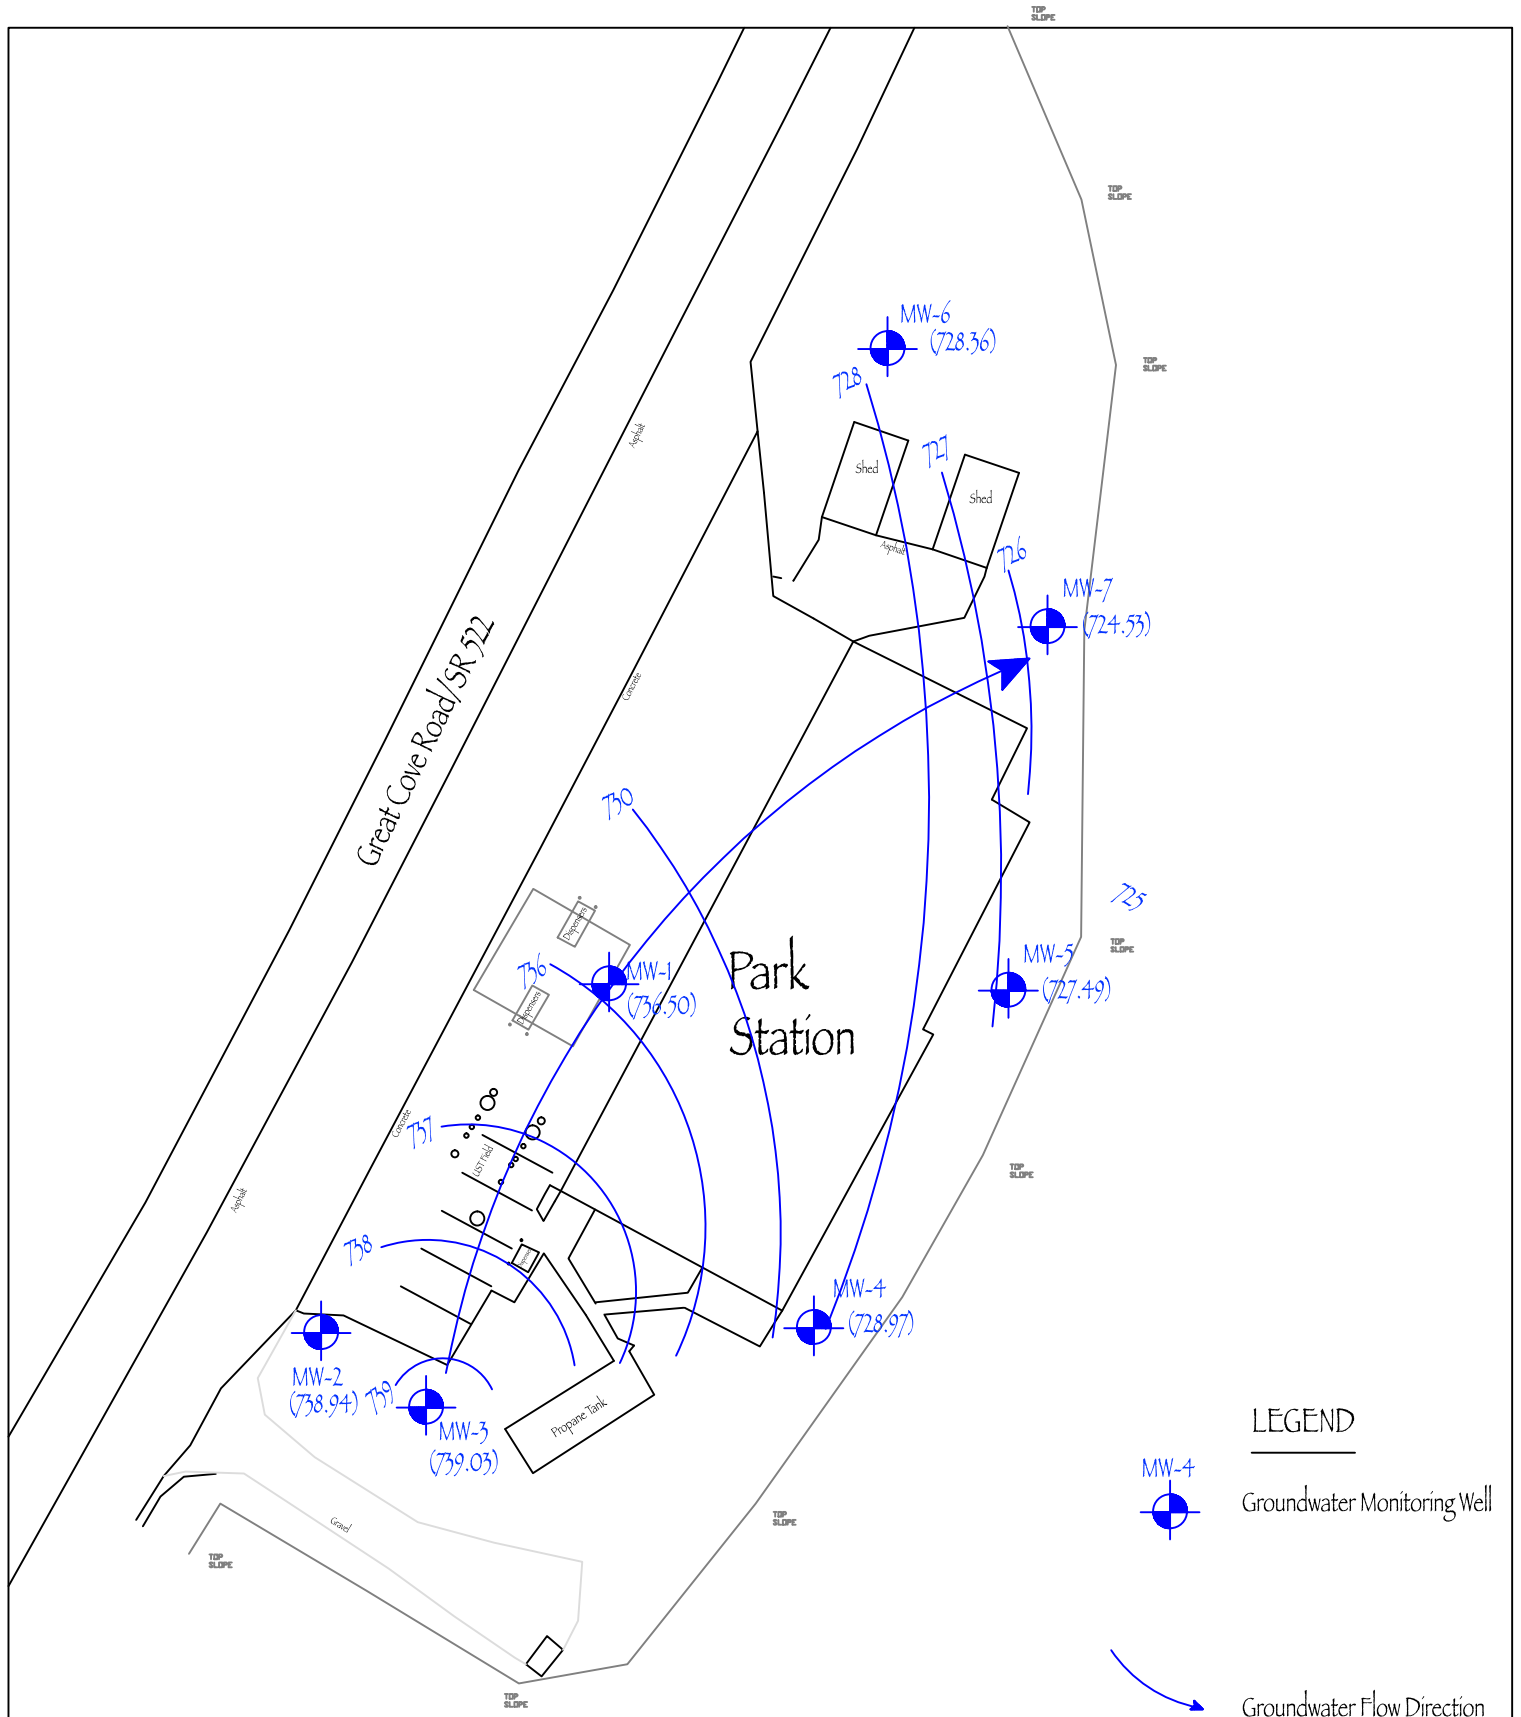 TOP
SLOPE
TOP
SLOPE
MW-6
(728.36)
TOP
SLOPE
728
Asphalt
727
Shed
Shed
Asphalt
726
MW-7
(724.53)
Great Cove Road/SR 522
Concrete
730
725
Dispensers
TOP
SLOPE
Park
Station
MW-5
(727.49)
736
MW-1
(736.50)
Dispensers
Concrete
737
UST Field
TOP
SLOPE
Asphalt
738
Dispenser
MW-4
(728.97)
MW-2
(738.94)
739
MW-3
(739.03)
Propane Tank
LEGEND
MW-4
Groundwater Monitoring Well
TOP
SLOPE
Gravel
TOP
SLOPE
TOP
SLOPE
Groundwater Flow Direction